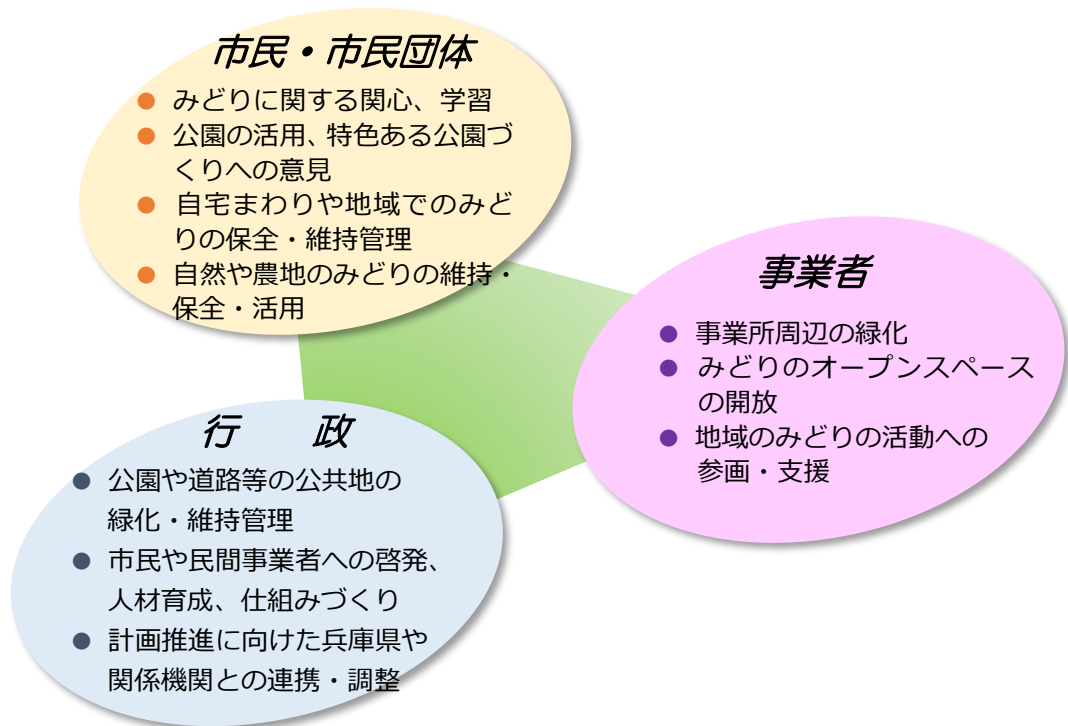 市民・市民団体
● みどりに関する関心、学習
● 公園の活用、特色ある公園づ
くりへの意見
● 自宅まわりや地域でのみど
りの保全・維持管理
● 自然や農地のみどりの維持・
保全・活用
事業者
● 事業所周辺の緑化
● みどりのオープンスペース
の開放
● 地域のみどりの活動への
参画・支援
行　政
● 公園や道路等の公共地の
緑化・維持管理
● 市民や民間事業者への啓発、
人材育成、仕組みづくり
● 計画推進に向けた兵庫県や
関係機関との連携・調整